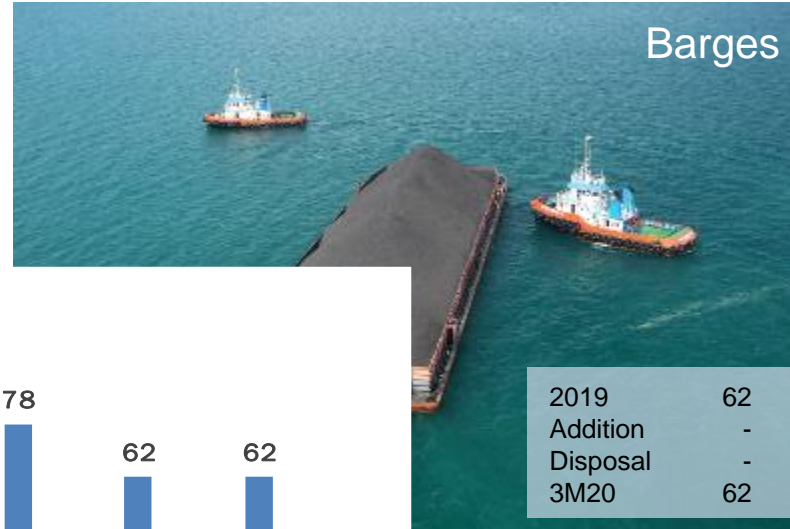 Barges
78
62 62
2019 62
Addition -
Disposal -
3M20 62